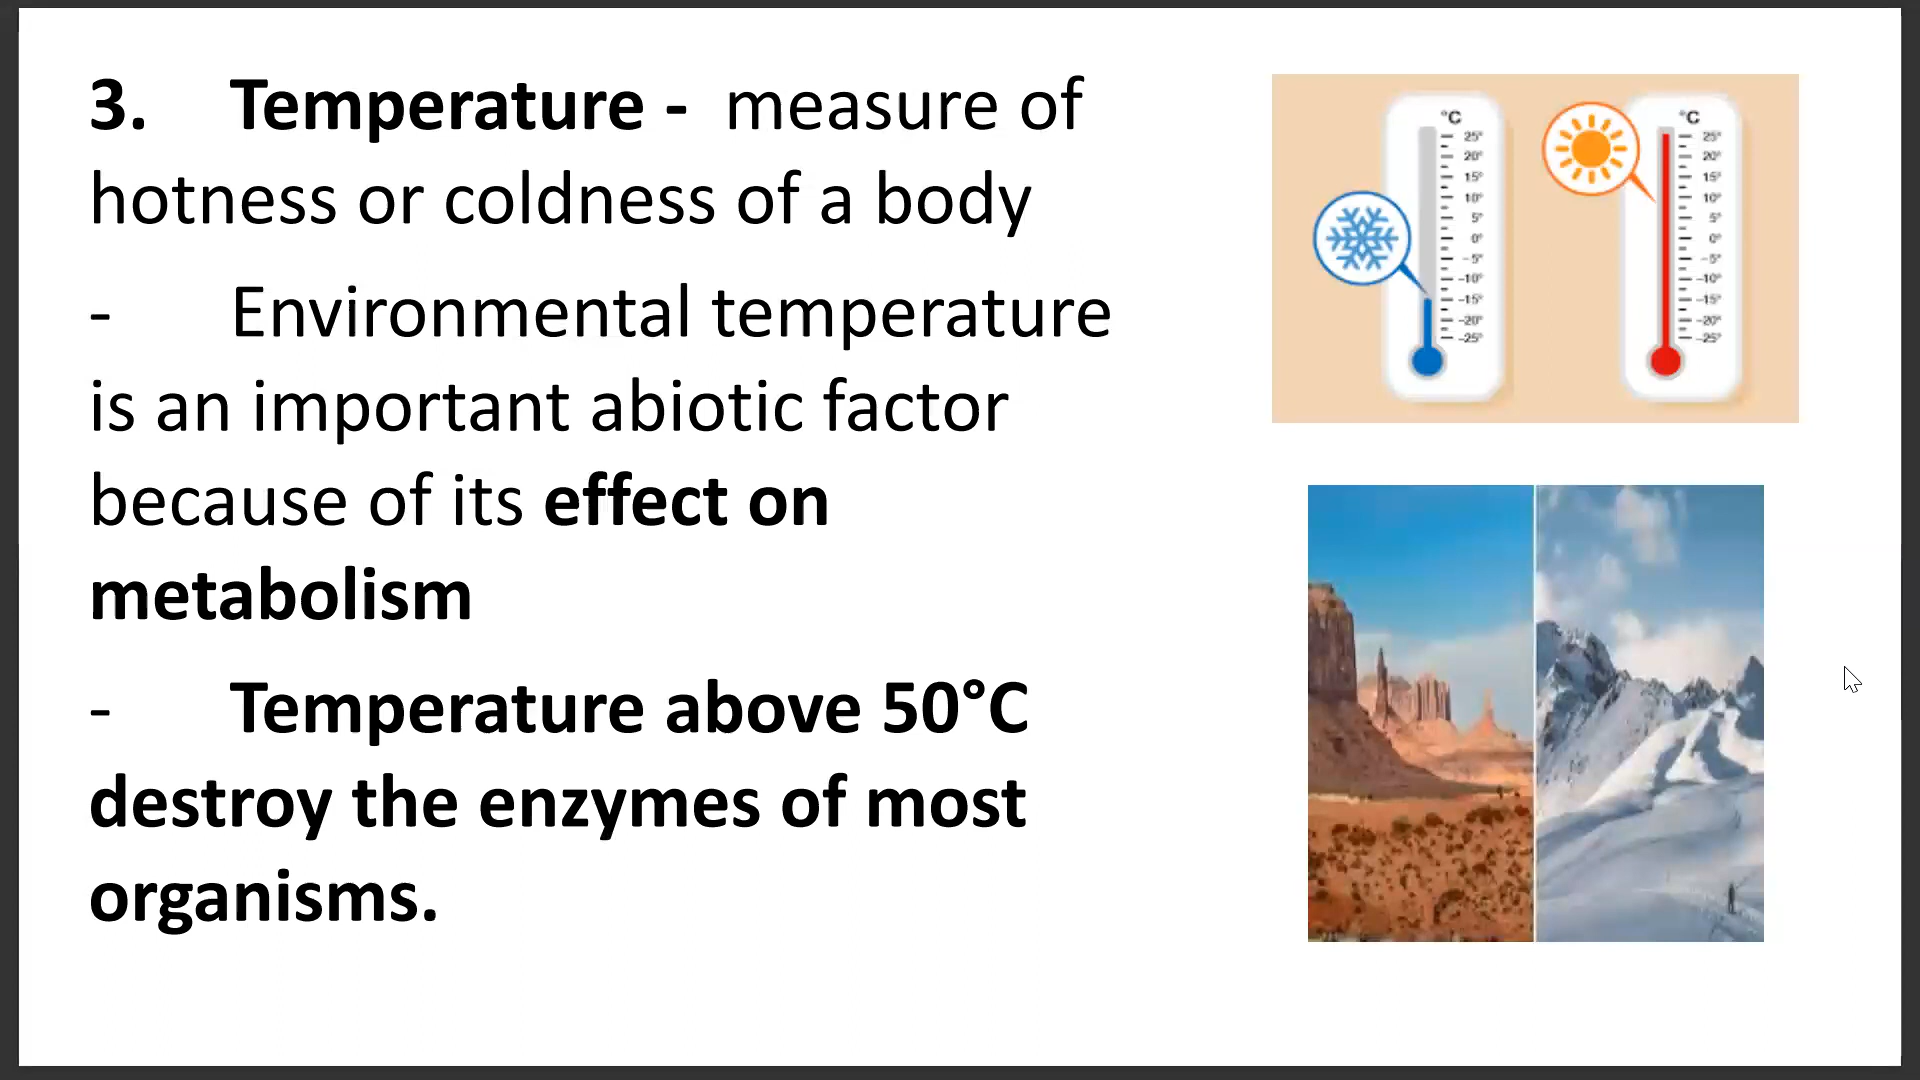 3. Temperature - measure of
hotness or coldness of a body
- Environmental temperature
is an important abiotic factor
because of its effect on
metabolism
- Temperature above 50°C
destroy the enzymes of most
organisms.
°C
25°
20°
15°
10°
5°
0°
-5°
-10°
-15°
-20°
-25°
°C
25°
20°
15°
10°
5°
0°
-5°
-10°
-15°
-20°
-25°